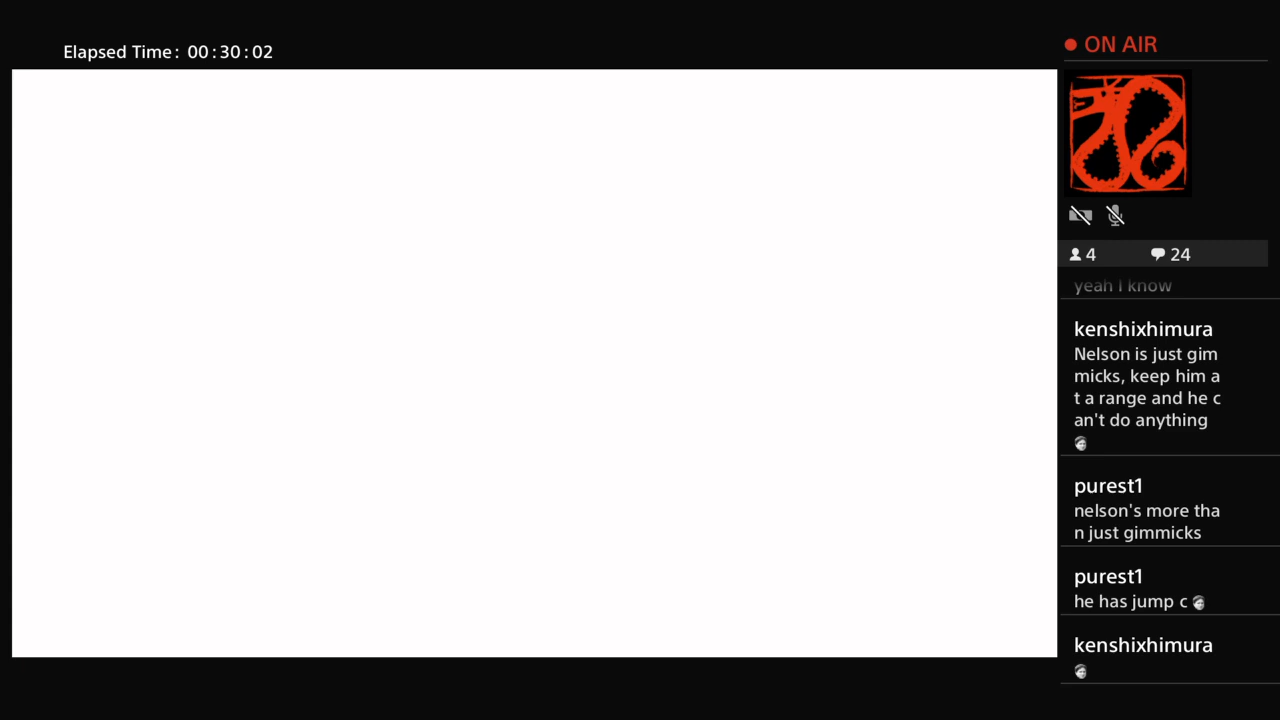 Elapsed Time: 00:30:02
ON AIR
4 24
yeah I know
kenshixhimura
Nelson is just gim
micks, keep him a
t a range and he c
an't do anything
purest1
nelson's more tha
n just gimmicks
purest1
he has jump c
kenshixhimura